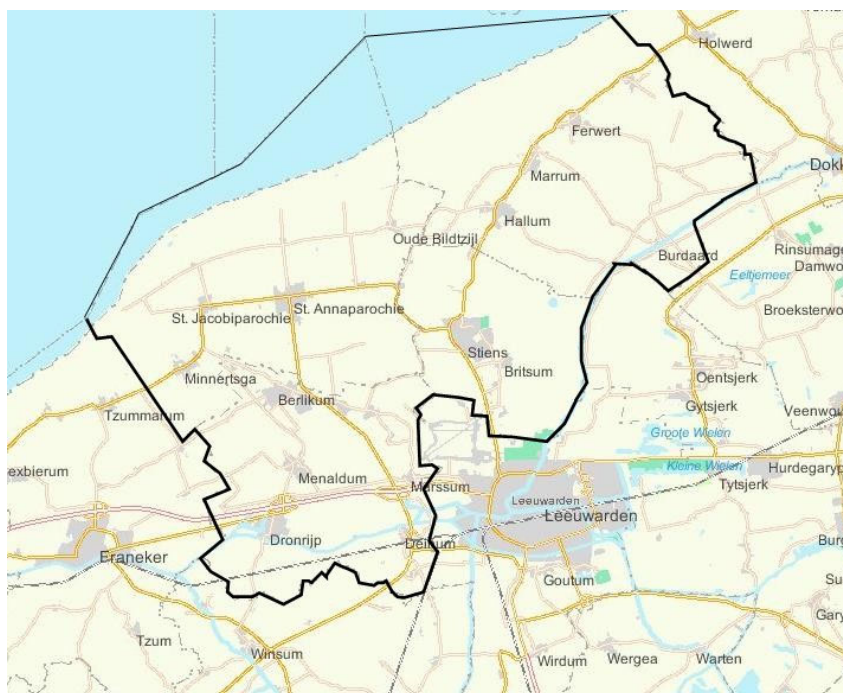 Holwerd
Ferwert
Dokk
Marrum
Hallum
Oude Bildtzijl
Burdaard
Rinsumage
Damwo
Eeltjemeer
St. Annaparochie
St. Jacobiparochie
Broeksterwo
Stiens
Britsum
Minnertsga
Oentsjerk
Berlikum
Gytsjerk
Tzummarum
Veenwou
Groote Wielen
Kleine Wielen
exbierum
Menaldum
Hurdegaryp
Marssum
Tytsjerk
Leeuwarden
Leeuwarden
Dronrijp
Deinum
Franeker
Burg
Goutum
Su
Gary
Tzum
Winsum
Wirdum
Wergea
Warten